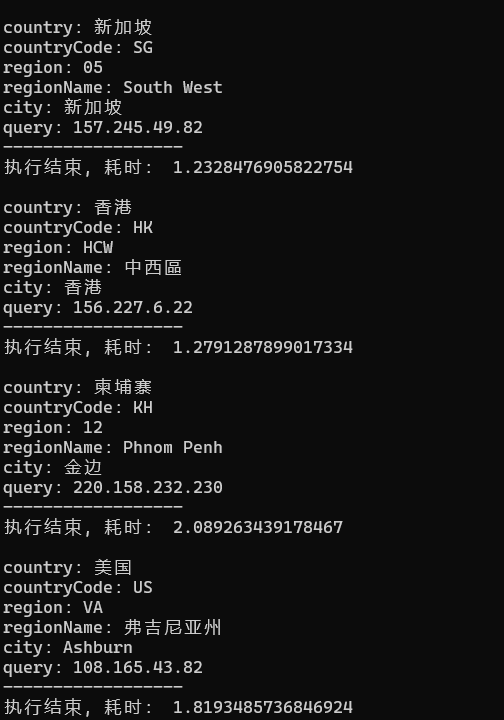 country: 新加坡
countryCode: SG
region: 05
regionName: South West
city: 新加坡
query: 157.245.49.82
------------------
执行结束, 耗时: 1.2328476905822754
country: 香港
countryCode: HK
region: HCW
regionName: 中西區
city: 香港
query: 156.227.6.22
------------------
执行结束, 耗时: 1.2791287899017334
country: 柬埔寨
countryCode: KH
region: 12
regionName: Phnom Penh
city: 金边
query: 220.158.232.230
------------------
执行结束, 耗时: 2.089263439178467
country: 美国
countryCode: US
region: VA
regionName: 弗吉尼亚州
city: Ashburn
query: 108.165.43.82
------------------
执行结束, 耗时: 1.8193485736846924